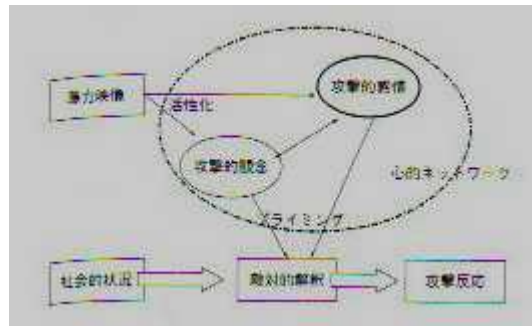 暴力映像
攻撃的感情
活性化
攻撃的観念
心的ネットワーク
プライミング
社会的状況
敵対的解釈
攻撃反応